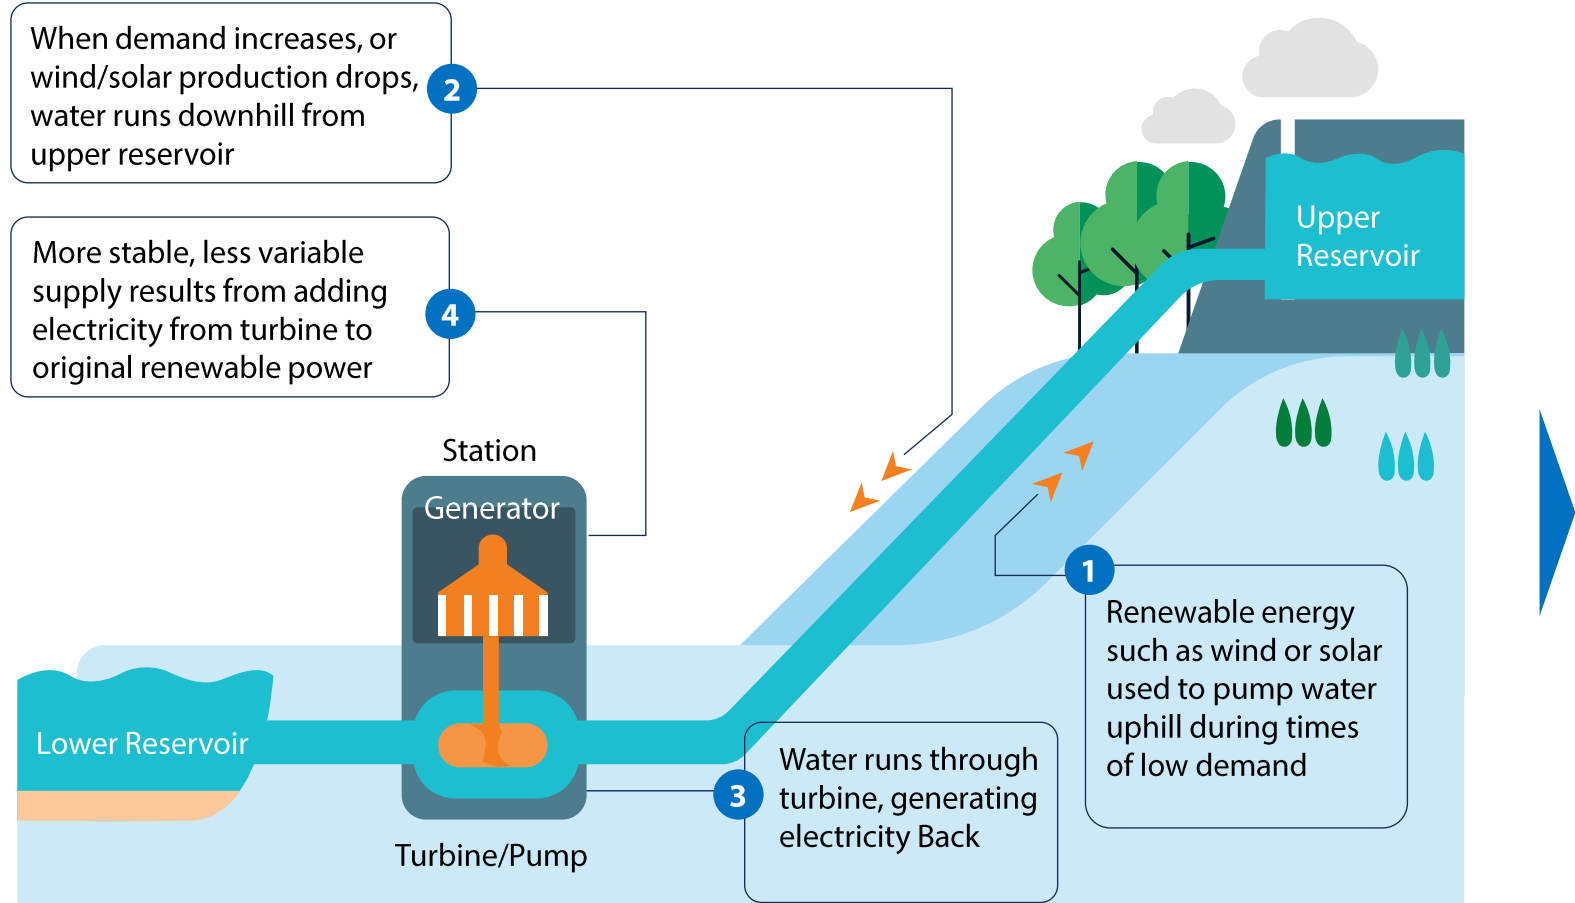 When demand increases, or
wind/solar production drops,
water runs downhill from
upper reservoir
2
More stable, less variable
supply results from adding
electricity from turbine to
original renewable power
4
Upper
Reservoir
Station
Generator
1
Renewable energy
such as wind or solar
used to pump water
uphill during times
of low demand
Lower Reservoir
3
Water runs through
turbine, generating
electricity Back
Turbine/Pump